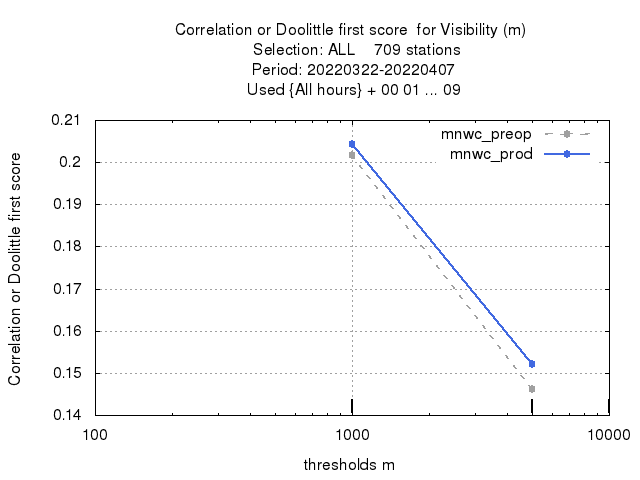 Correlation or Doolittle first score  for Visibility (m)
Selection: ALL    709 stations
Period: 20220322-20220407
Used {All hours} + 00 01 ... 09
mnwc_preop
mnwc_prod
Correlation or Doolittle first score
0.21
0.2
0.19
0.18
0.17
0.16
0.15
0.14
100
1000
10000
thresholds m